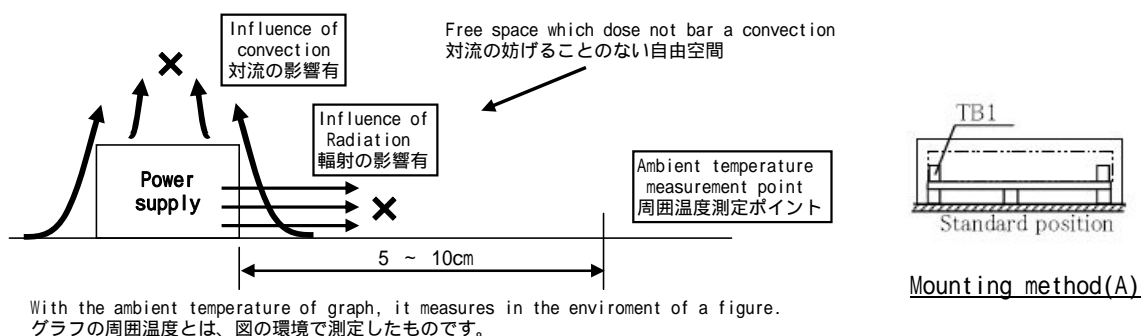 Influence of
convection
対流の影響有
Free space which dose not bar a convection
対流の妨げることのない自由空間
Influence of
Radiation
輻射の影響有
Power
supply
Ambient temperature
measurement point
周囲温度測定ポイント
5 ~ 10cm
With the ambient temperature of graph, it measures in the enviroment of a figure.
グラフの周囲温度とは、図の環境で測定したものです。
TB1
Standard position
Mounting method(A)